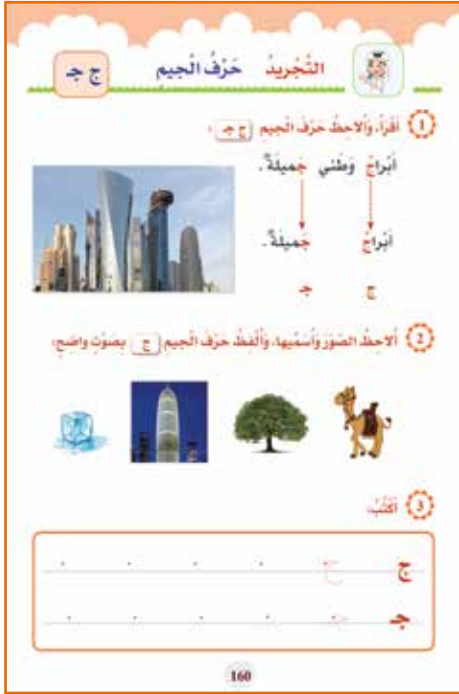 التَّجْريدُ حَرْفُ الْجيمِ ج جـ
1 أَقْرَأُ، وَأُلاحِظُ حَرْفَ الْجيمِ ج جـ :
أَبْراجُ وَطَني جَميلَةٌ.
أَبْراجُ جَميلَةٌ.
ج جـ
2 أُلاحِظُ الصُّوَرَ وَأُسَمّيها، وَأَلْفِظُ حَرْفَ الْجيمِ ج بِصَوْتٍ واضِحٍ:
3 أَكْتُبُ:
ج ج
جـ جـ
160